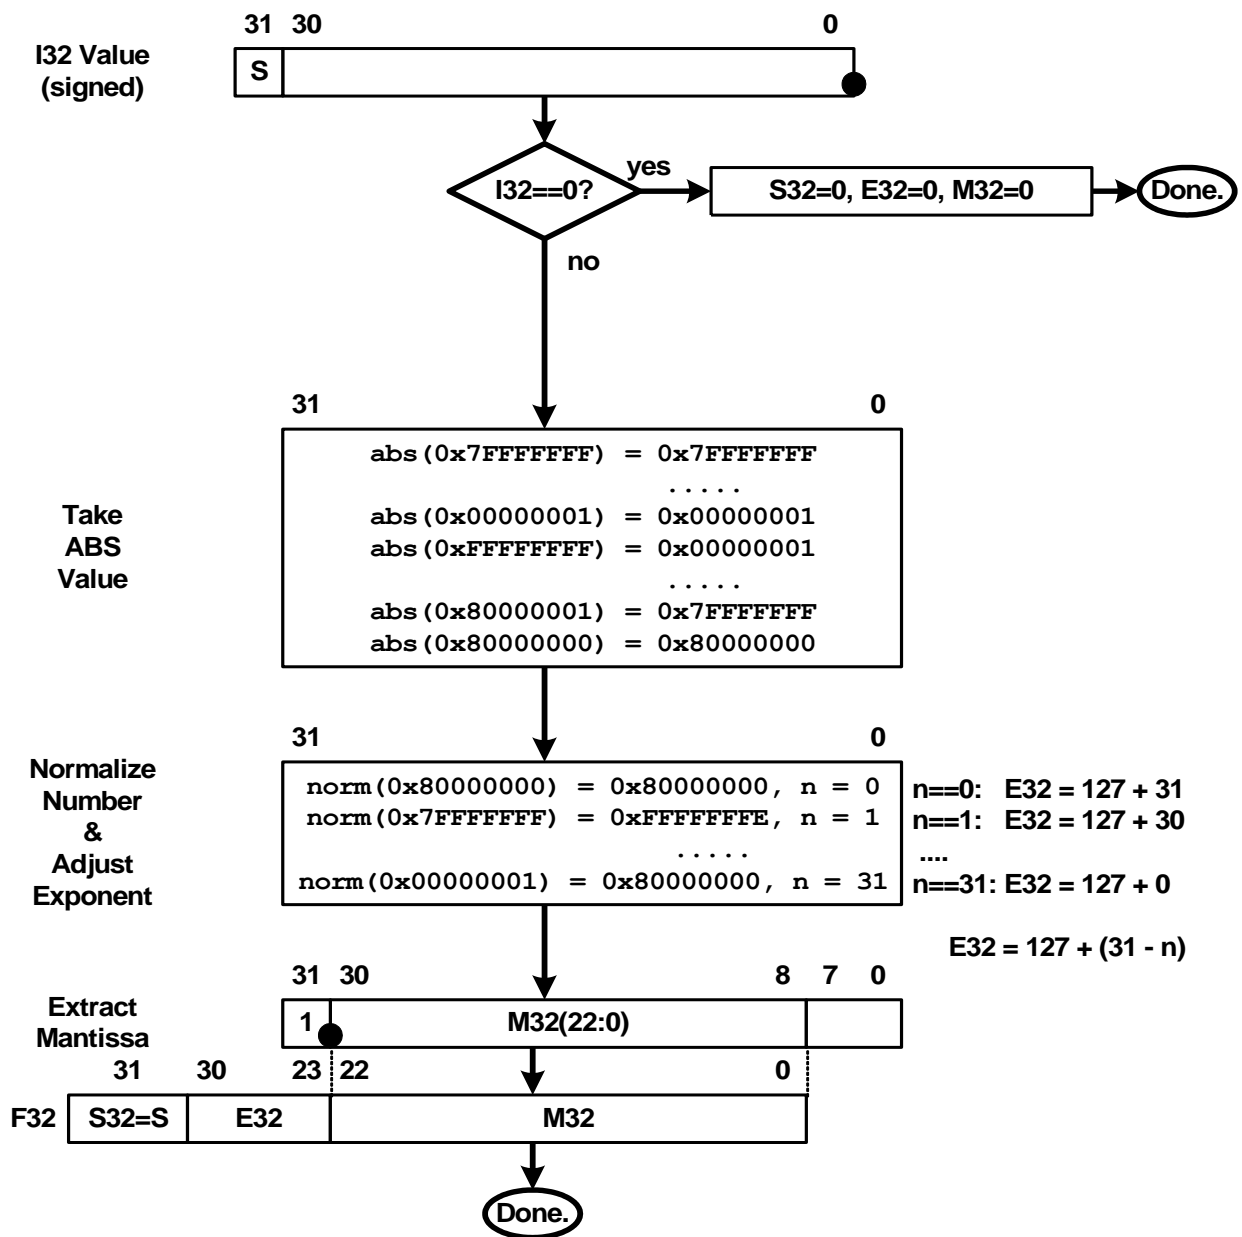 31 30 0
I32 Value
(signed)
S
I32==0?
yes
S32=0, E32=0, M32=0
Done.
no
31 0
Take
ABS
Value
abs(0x7FFFFFFF) = 0x7FFFFFFF
.....
abs(0x00000001) = 0x00000001
abs(0xFFFFFFFF) = 0x00000001
.....
abs(0x80000001) = 0x7FFFFFFF
abs(0x80000000) = 0x80000000
31 0
Normalize
Number
&
Adjust
Exponent
norm(0x80000000) = 0x80000000, n = 0
norm(0x7FFFFFFF) = 0xFFFFFFFE, n = 1
.....
norm(0x00000001) = 0x80000000, n = 31
n==0: E32 = 127 + 31
n==1: E32 = 127 + 30
....
n==31: E32 = 127 + 0
E32 = 127 + (31 - n)
31 30 8 7 0
Extract
Mantissa
1 M32(22:0)
31 30 23 22 0
F32 S32=S E32 M32
Done.